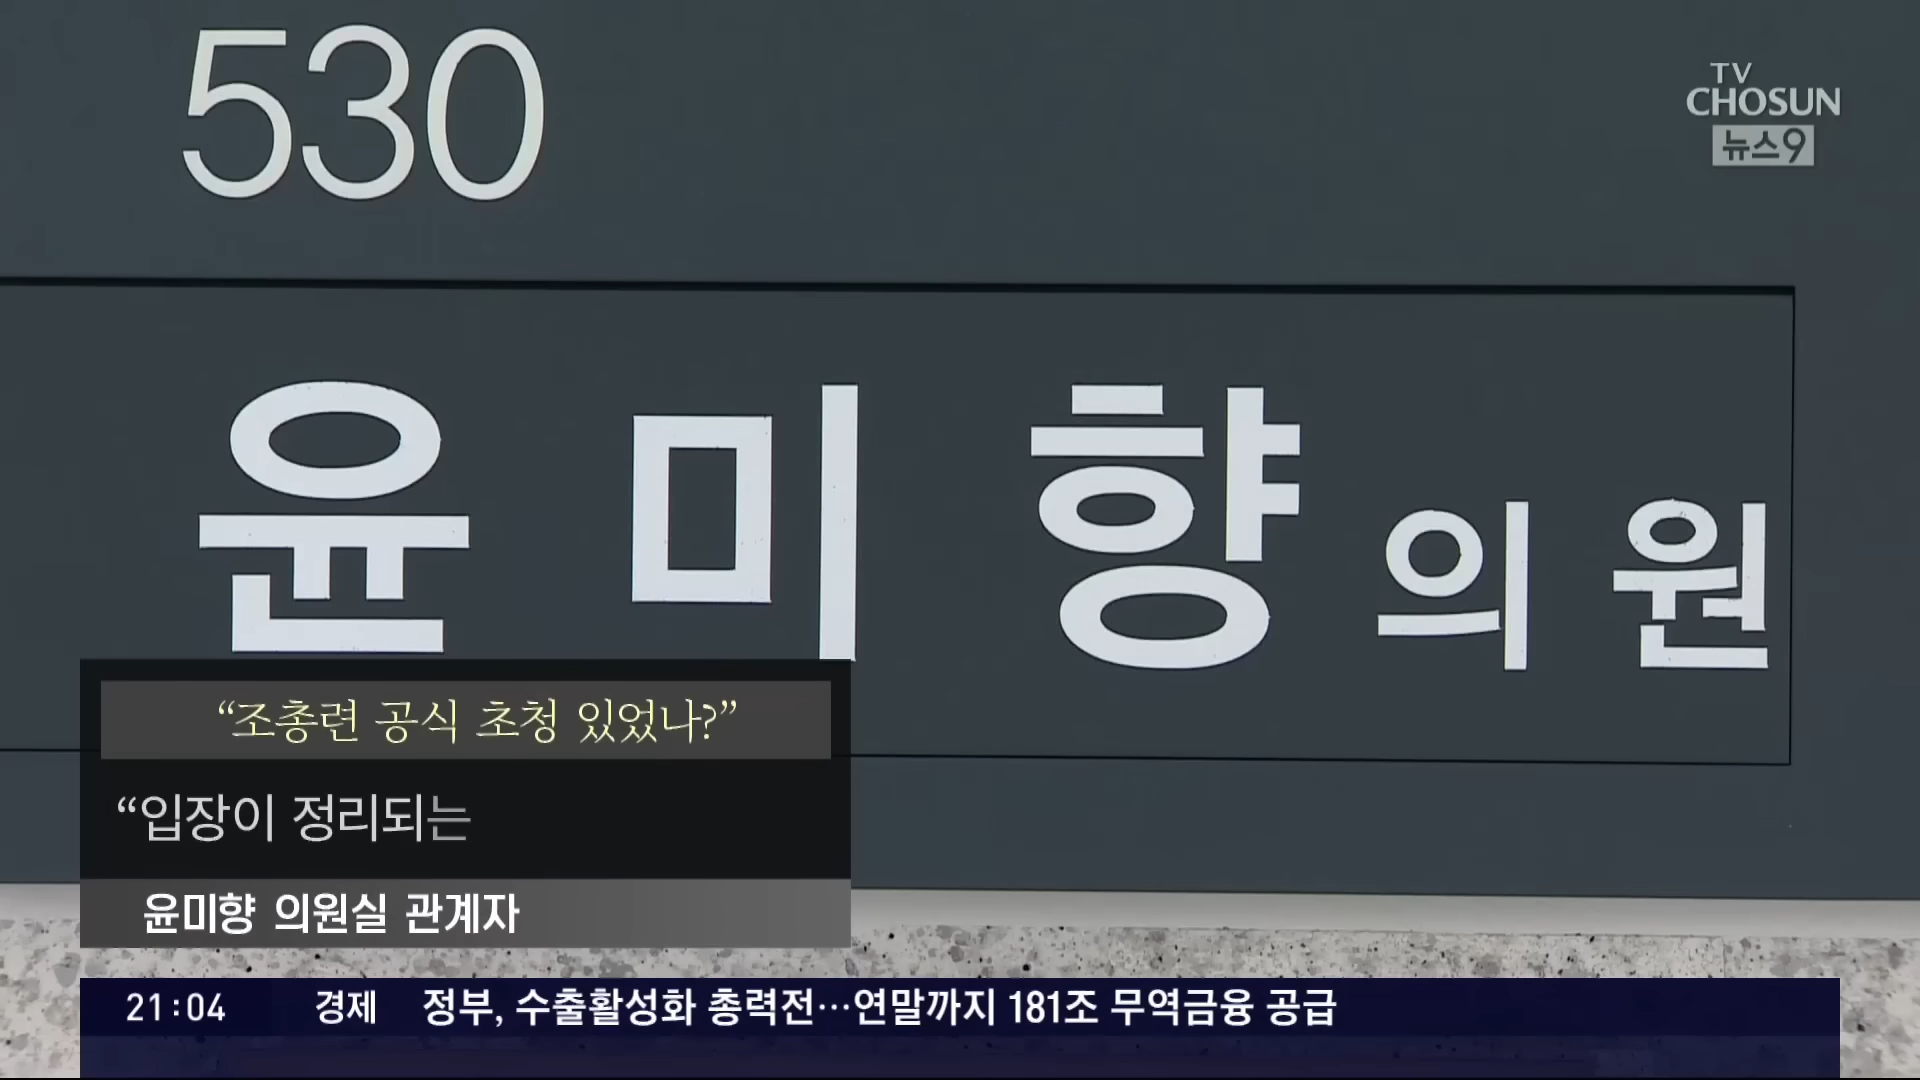 530
TV
CHOSUN
뉴스9
윤미향 의원
“조총련 공식 초청 있었나?”
“입장이 정리되는
윤미향 의원실 관계자
21:04 경제 정부, 수출활성화 총력전…연말까지 181조 무역금융 공급